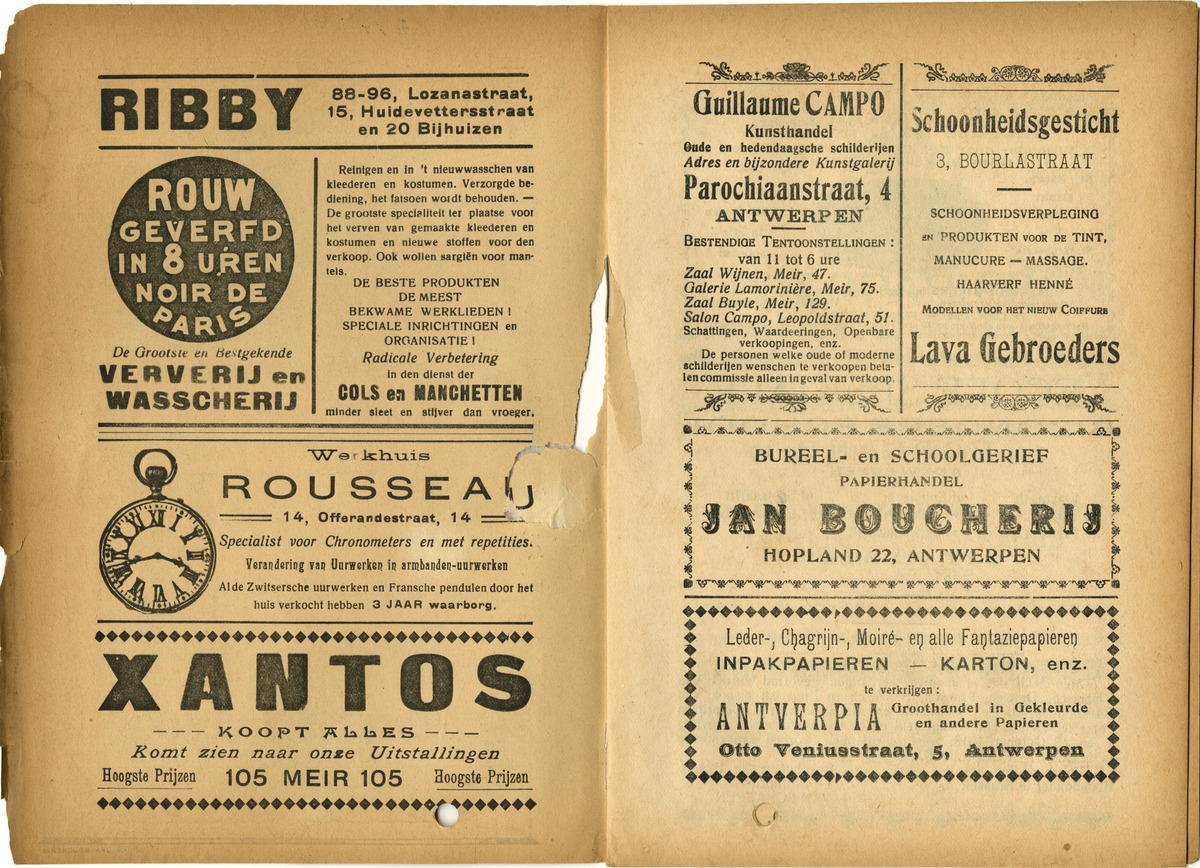 RIBBY
88-96, Lozanastraat,
15, Huidevettersstraat
en 20 Bijhuizen
ROUW
GEVERFD
IN 8 UREN
NOIR DE
PARIS
De Grootste en Bestgekende
VERVERIJ en
WASSCHERIJ
Reinigen en in 't nieuwwasschen van
kleederen en kostumen. Verzorgde be-
diening, het fatsoen wordt behouden. —
De grootste specialiteit ter plaatse voor
het verven van gemaakte kleederen en
kostumen en nieuwe stoffen voor den
verkoop. Ook wollen sargiën voor man-
tels.
DE BESTE PRODUKTEN
DE MEEST
BEKWAME WERKLIEDEN !
SPECIALE INRICHTINGEN en
ORGANISATIE !
Radicale Verbetering
in den dienst der
COLS en MANCHETTEN
minder sleet en stijver dan vroeger.
Werkhuis
ROUSSEAU
14, Offerandestraat, 14
Specialist voor Chronometers en met repetities.
Verandering van Uurwerken in armbanden-uurwerken
Al de Zwitsersche uurwerken en Fransche pendulen door het
huis verkocht hebben 3 JAAR waarborg.
XANTOS
--- KOOPT ALLES ---
Komt zien naar onze Uitstallingen
Hoogste Prijzen 105 MEIR 105 Hoogste Prijzen
Guillaume CAMPO
Kunsthandel
Oude en hedendaagsche schilderijen
Adres en bijzondere Kunstgalerij
Parochiaanstraat, 4
ANTWERPEN
BESTENDIGE TENTOONSTELLINGEN :
van 11 tot 6 ure
Zaal Wijnen, Meir, 47.
Galerie Lamorinière, Meir, 75.
Zaal Buyle, Meir, 129.
Salon Campo, Leopoldstraat, 51.
Schattingen, Waardeeringen, Openbare
verkoopingen, enz.
De personen welke oude of moderne
schilderijen wenschen te verkoopen beta-
len commissie alleen in geval van verkoop.
Schoonheidsgesticht
3, BOURLASTRAAT
SCHOONHEIDSVERPLEGING
EN PRODUKTEN VOOR DE TINT,
MANUCURE — MASSAGE.
HAARVERF HENNÉ
MODELLEN VOOR HET NIEUW COIFFURE
Lava Gebroeders
BUREEL- en SCHOOLGERIEF
PAPIERHANDEL
JAN BOUCHERIJ
HOPLAND 22, ANTWERPEN
Leder-, Chagrijn-, Moiré- en alle Fantaziepapieren
INPAKPAPIEREN — KARTON, enz.
te verkrijgen :
ANTVERPIA Groothandel in Gekleurde
en andere Papieren
Otto Veniusstraat, 5, Antwerpen